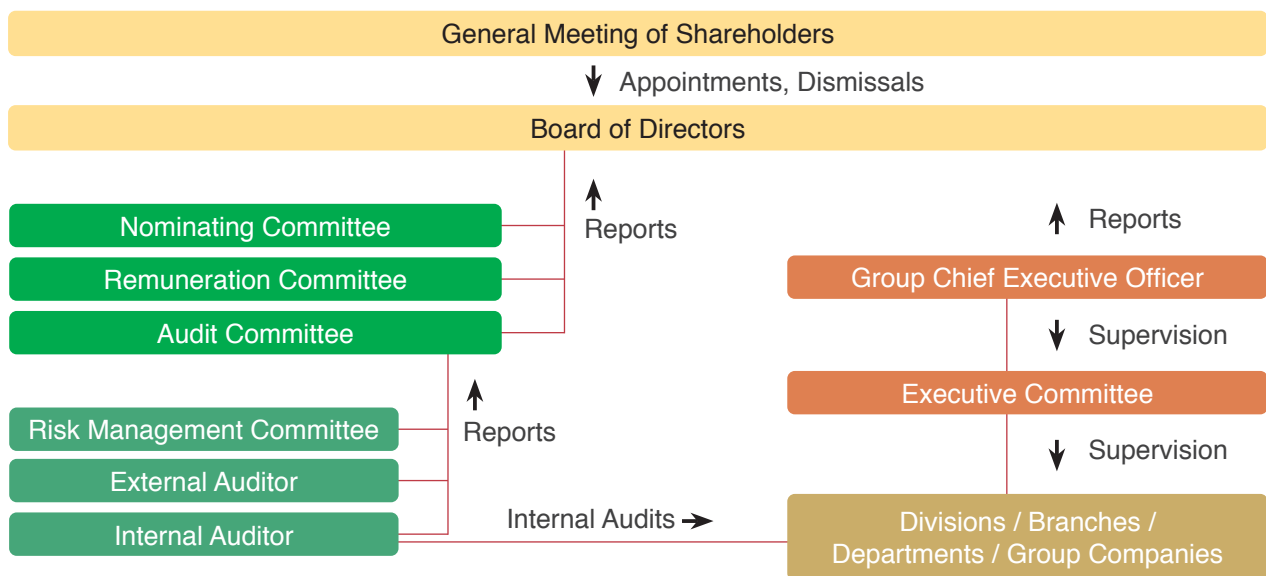 General Meeting of Shareholders
Appointments, Dismissals
Board of Directors
Nominating Committee
Remuneration Committee
Audit Committee
Reports
Risk Management Committee
External Auditor
Internal Auditor
Reports
Internal Audits
Reports
Group Chief Executive Officer
Supervision
Executive Committee
Supervision
Divisions / Branches /
Departments / Group Companies